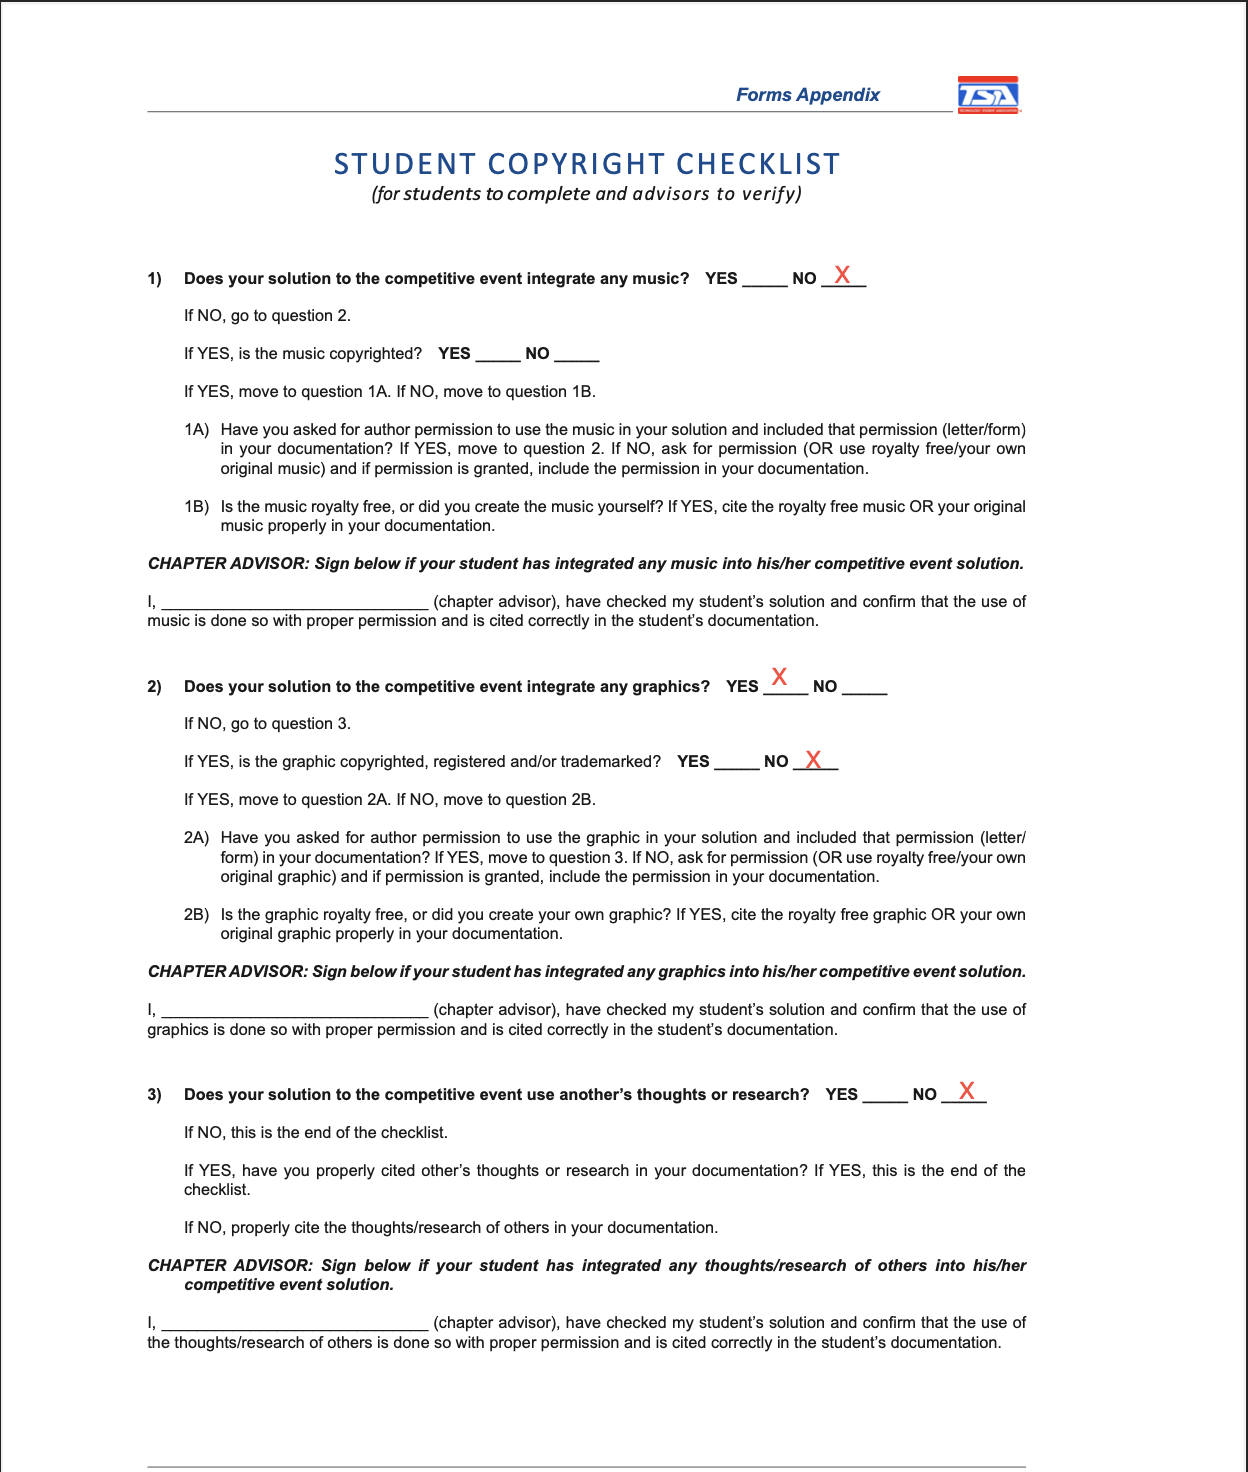 Forms Appendix
TSA
STUDENT COPYRIGHT CHECKLIST
(for students to complete and advisors to verify)
1) Does your solution to the competitive event integrate any music? YES _____ NO __X__
If NO, go to question 2.
If YES, is the music copyrighted? YES _____ NO _____
If YES, move to question 1A. If NO, move to question 1B.
1A) Have you asked for author permission to use the music in your solution and included that permission (letter/form)
in your documentation? If YES, move to question 2. If NO, ask for permission (OR use royalty free/your own
original music) and if permission is granted, include the permission in your documentation.
1B) Is the music royalty free, or did you create the music yourself? If YES, cite the royalty free music OR your original
music properly in your documentation.
CHAPTER ADVISOR: Sign below if your student has integrated any music into his/her competitive event solution.
I, ______________________________ (chapter advisor), have checked my student’s solution and confirm that the use of
music is done so with proper permission and is cited correctly in the student’s documentation.
2) Does your solution to the competitive event integrate any graphics? YES __X__ NO _____
If NO, go to question 3.
If YES, is the graphic copyrighted, registered and/or trademarked? YES _____ NO __X__
If YES, move to question 2A. If NO, move to question 2B.
2A) Have you asked for author permission to use the graphic in your solution and included that permission (letter/
form) in your documentation? If YES, move to question 3. If NO, ask for permission (OR use royalty free/your own
original graphic) and if permission is granted, include the permission in your documentation.
2B) Is the graphic royalty free, or did you create your own graphic? If YES, cite the royalty free graphic OR your own
original graphic properly in your documentation.
CHAPTER ADVISOR: Sign below if your student has integrated any graphics into his/her competitive event solution.
I, ______________________________ (chapter advisor), have checked my student’s solution and confirm that the use of
graphics is done so with proper permission and is cited correctly in the student’s documentation.
3) Does your solution to the competitive event use another’s thoughts or research? YES _____ NO __X__
If NO, this is the end of the checklist.
If YES, have you properly cited other’s thoughts or research in your documentation? If YES, this is the end of the
checklist.
If NO, properly cite the thoughts/research of others in your documentation.
CHAPTER ADVISOR: Sign below if your student has integrated any thoughts/research of others into his/her
competitive event solution.
I, ______________________________ (chapter advisor), have checked my student’s solution and confirm that the use of
the thoughts/research of others is done so with proper permission and is cited correctly in the student’s documentation.